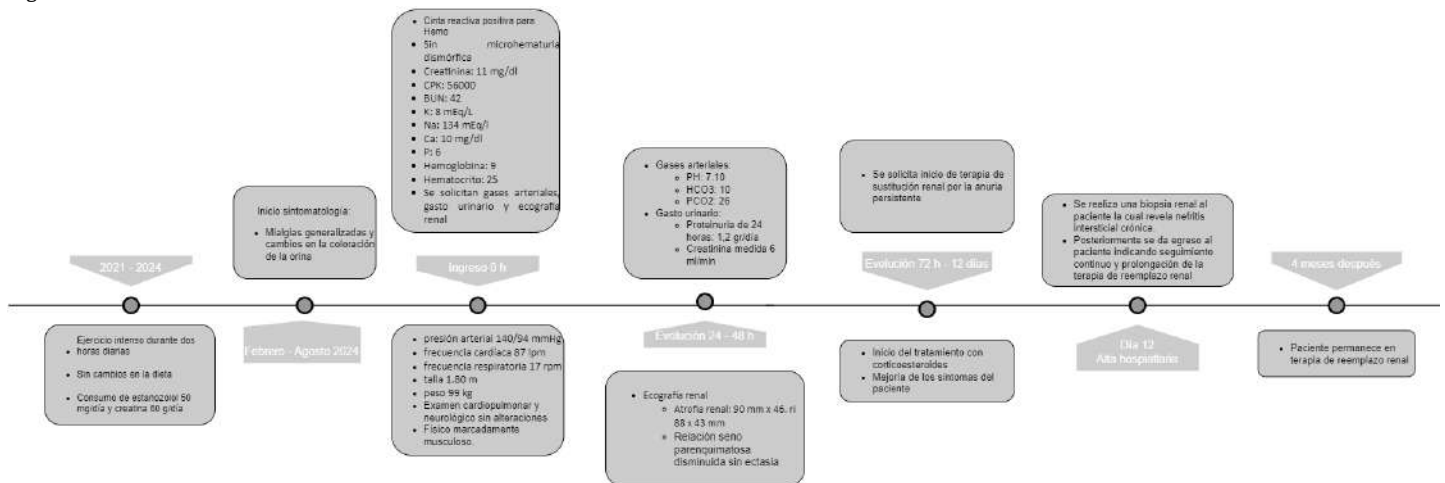 2021 - 2024
Ejercicio intenso durante dos
• horas diarias
• Sin cambios en la dieta
• Consumo de estanozolol 50
mg/día y creatina 60 g/día
Inicio sintomatología:
• Mialgias generalizadas y
cambios en la coloración
de la orina
Febrero - Agosto 2024
• Cinta reactiva positiva para
Hemo
• Sin microhematuria
dismórfica
• Creatinina: 11 mg/dl
• CPK: 56000
• BUN: 42
• K: 8 mEq/L
• Na: 134 mEq/l
• Ca: 10 mg/dl
• P: 6
• Hemoglobina: 9
• Hematocrito: 25
• Se solicitan gases arteriales,
gasto urinario y ecografía
renal
Ingreso 0 h
• presión arterial 140/94 mmHg
• frecuencia cardíaca 87 lpm
• frecuencia respiratoria 17 rpm
• talla 1.80 m
• peso 99 kg
• Examen cardiopulmonar y
neurológico sin alteraciones
• Físico marcadamente
musculoso.
• Gases arteriales:
○ PH: 7.10
○ HCO3: 10
○ PCO2: 26
• Gasto urinario:
○ Proteinuria de 24
horas: 1,2 gr/día
○ Creatinina medida 6
ml/min
Evolución 24 - 48 h
• Ecografía renal
○ Atrofia renal: 90 mm x 46. ri
88 x 43 mm
○ Relación seno
parenquimatosa
disminuida sin ectasia
• Se solicita inicio de terapia de
sustitución renal por la anuria
persistente
Evolución 72 h - 12 días
• Inicio del tratamiento con
corticoesteroides
• Mejoría de los síntomas del
paciente
• Se realiza una biopsia renal al
paciente la cual revela nefritis
intersticial crónica.
• Posteriormente se da egreso al
paciente indicando seguimiento
continuo y prolongación de la
terapia de reemplazo renal
Día 12
Alta hospitalaria
4 meses después
• Paciente permanece en
terapia de reemplazo renal